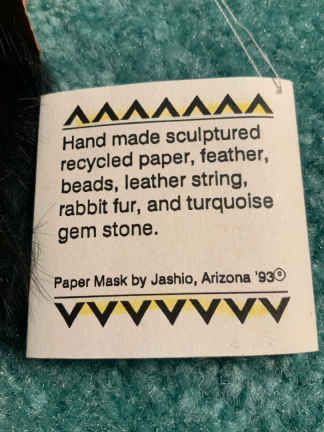 Hand made sculptured
recycled paper, feather,
beads, leather string,
rabbit fur, and turquoise
gem stone.
Paper Mask by Jashio, Arizona '93©